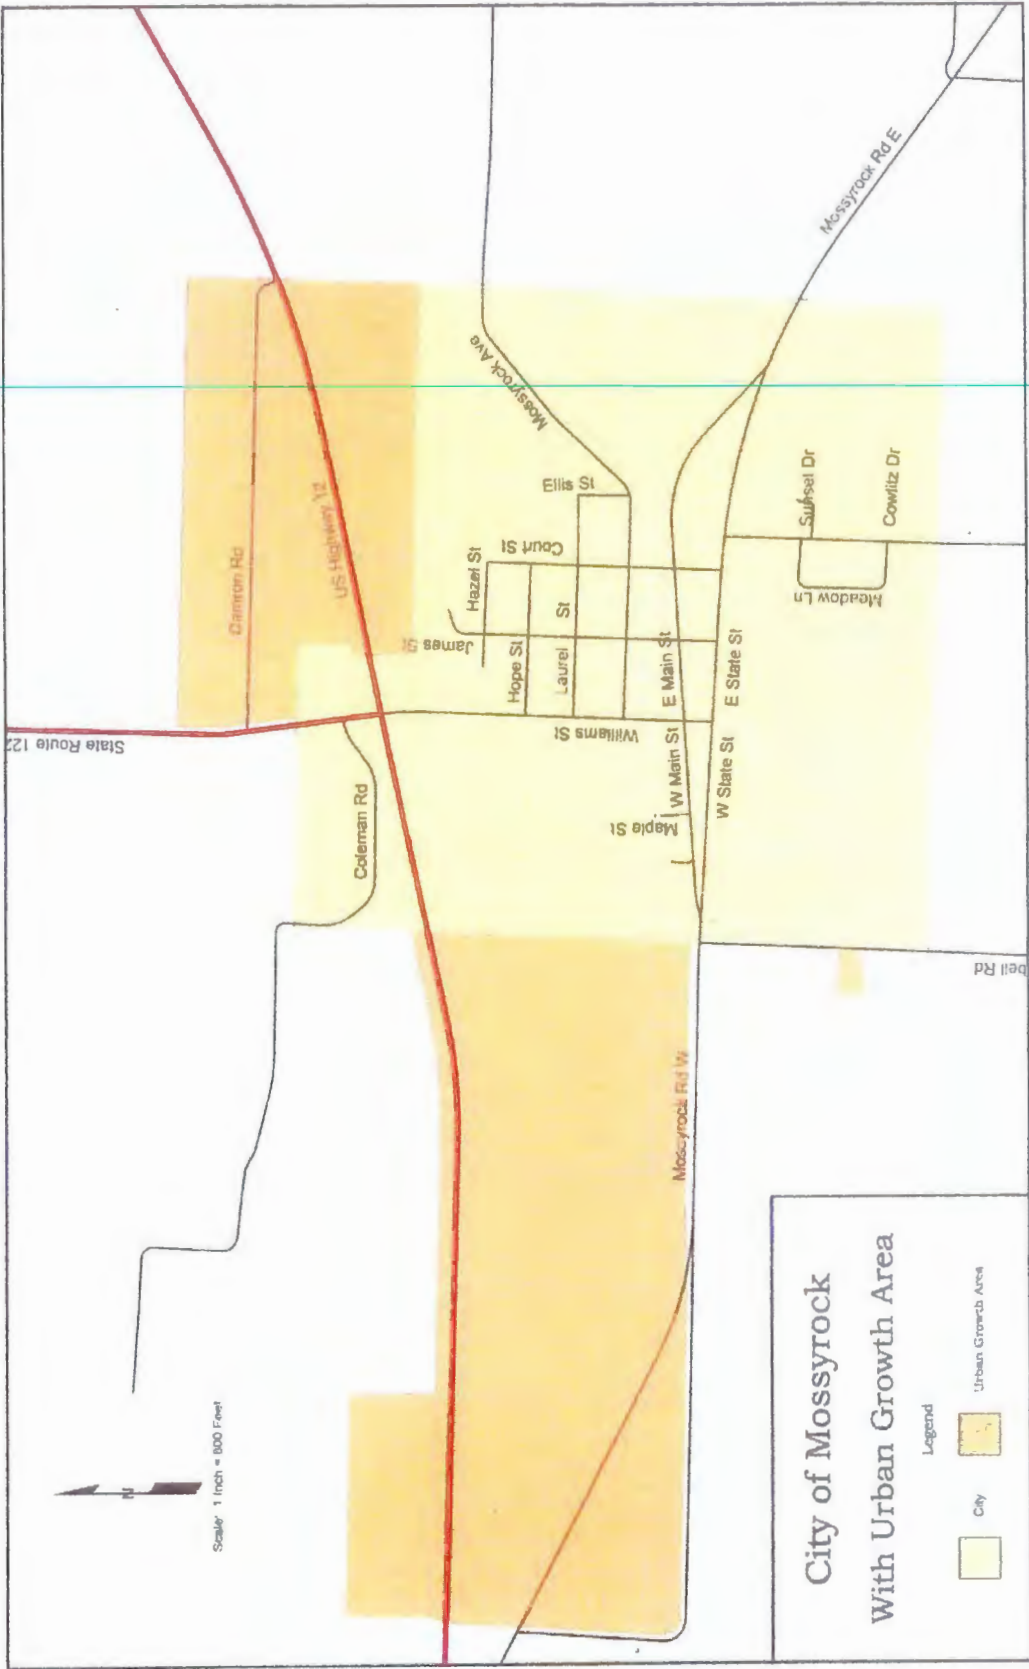 State Route 122
Camron Rd
US Highway 12
Coleman Rd
Mossyrock Ave
Ellis St
Court St
Hazel St
James St
Hope St
Laurel St
Williams St
E Main St
W Main St
Maple St
E State St
W State St
Mossyrock Rd E
Sunset Dr
Cowlitz Dr
Meadow Ln
bell Rd
Mossyrock Rd W
N
Scale: 1 Inch = 800 Feet
City of Mossyrock
With Urban Growth Area
Legend
City
Urban Growth Area